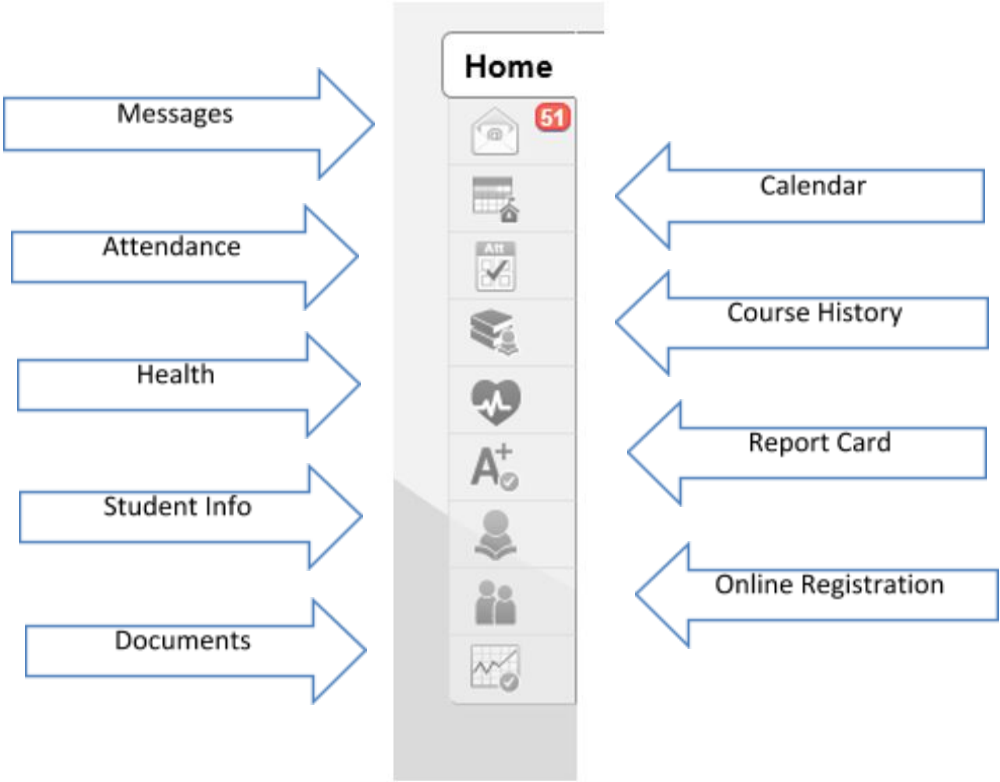 Home
Messages
51
@
Calendar
Attendance
Att
Course History
Health
Report Card
A+
Student Info
Online Registration
Documents